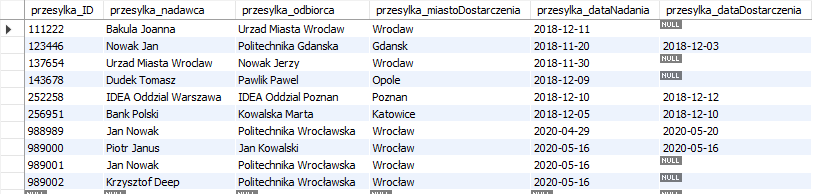 przesylka_ID przesylka_nadawca przesylka_odbiorca przesylka_miastoDostarczenia przesylka_dataNadania przesylka_dataDostarczenia
111222 Bakula Joanna Urzad Miasta Wroclaw Wroclaw 2018-12-11 NULL
123446 Nowak Jan Politechnika Gdanska Gdansk 2018-11-20 2018-12-03
137654 Urzad Miasta Wroclaw Nowak Jerzy Wroclaw 2018-11-30 NULL
143678 Dudek Tomasz Pawlik Pawel Opole 2018-12-09 NULL
252258 IDEA Oddzial Warszawa IDEA Oddzial Poznan Poznan 2018-12-10 2018-12-12
256951 Bank Polski Kowalska Marta Katowice 2018-12-05 2018-12-10
988989 Jan Nowak Politechnika Wrocławska Wrocław 2020-04-29 2020-05-20
989000 Piotr Janus Jan Kowalski Wrocław 2020-05-16 2020-05-16
989001 Jan Nowak Politechnika Wrocławska Wrocław 2020-05-16 NULL
989002 Krzysztof Deep Politechnika Wrocławska Wrocław 2020-05-16 NULL
NULL NULL NULL NULL NULL NULL